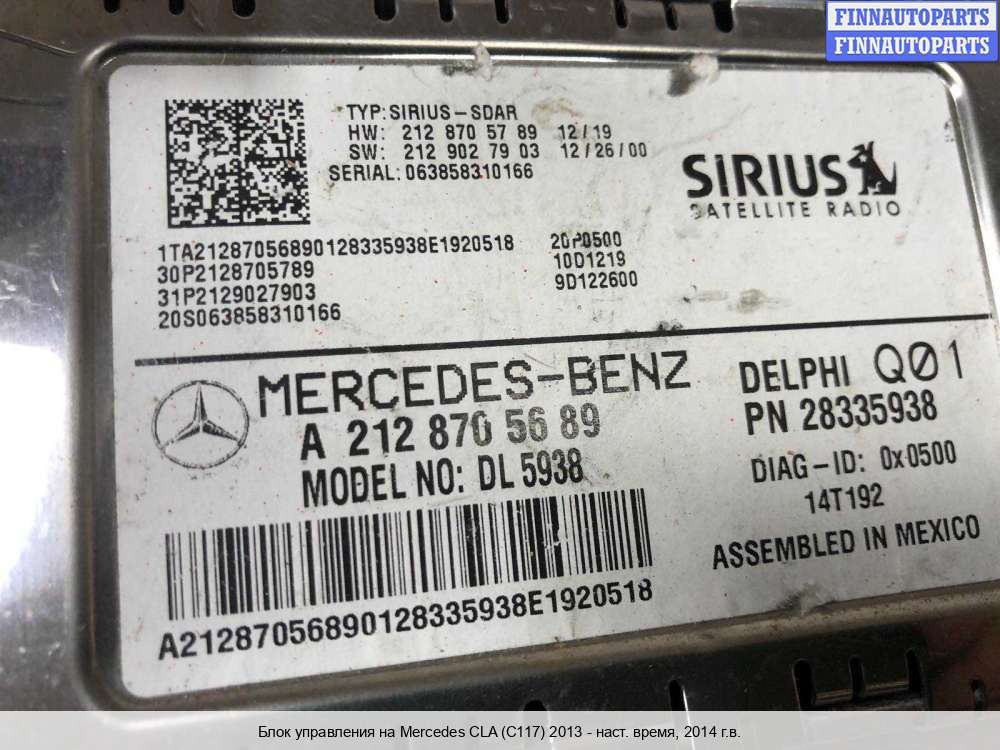 FINNAUTOPARTS
FINNAUTOPARTS
TYP: SIRIUS-SDAR
HW: 212 870 57 89 12/19
SW: 212 902 79 03 12/26/00
SERIAL: 063858310166
SIRIUS
SATELLITE RADIO
1TA21287056890128335938E1920518 20P0500
30P2128705789 10D1219
31P2129027903 9D122600
20S063858310166
MERCEDES-BENZ
A 212 870 56 89
MODEL NO: DL 5938
DELPHI Q01
PN 28335938
DIAG-ID: 0x0500
14T192
ASSEMBLED IN MEXICO
A21287056890128335938E1920518
Блок управления на Mercedes CLA (C117) 2013 - наст. время, 2014 г.в.